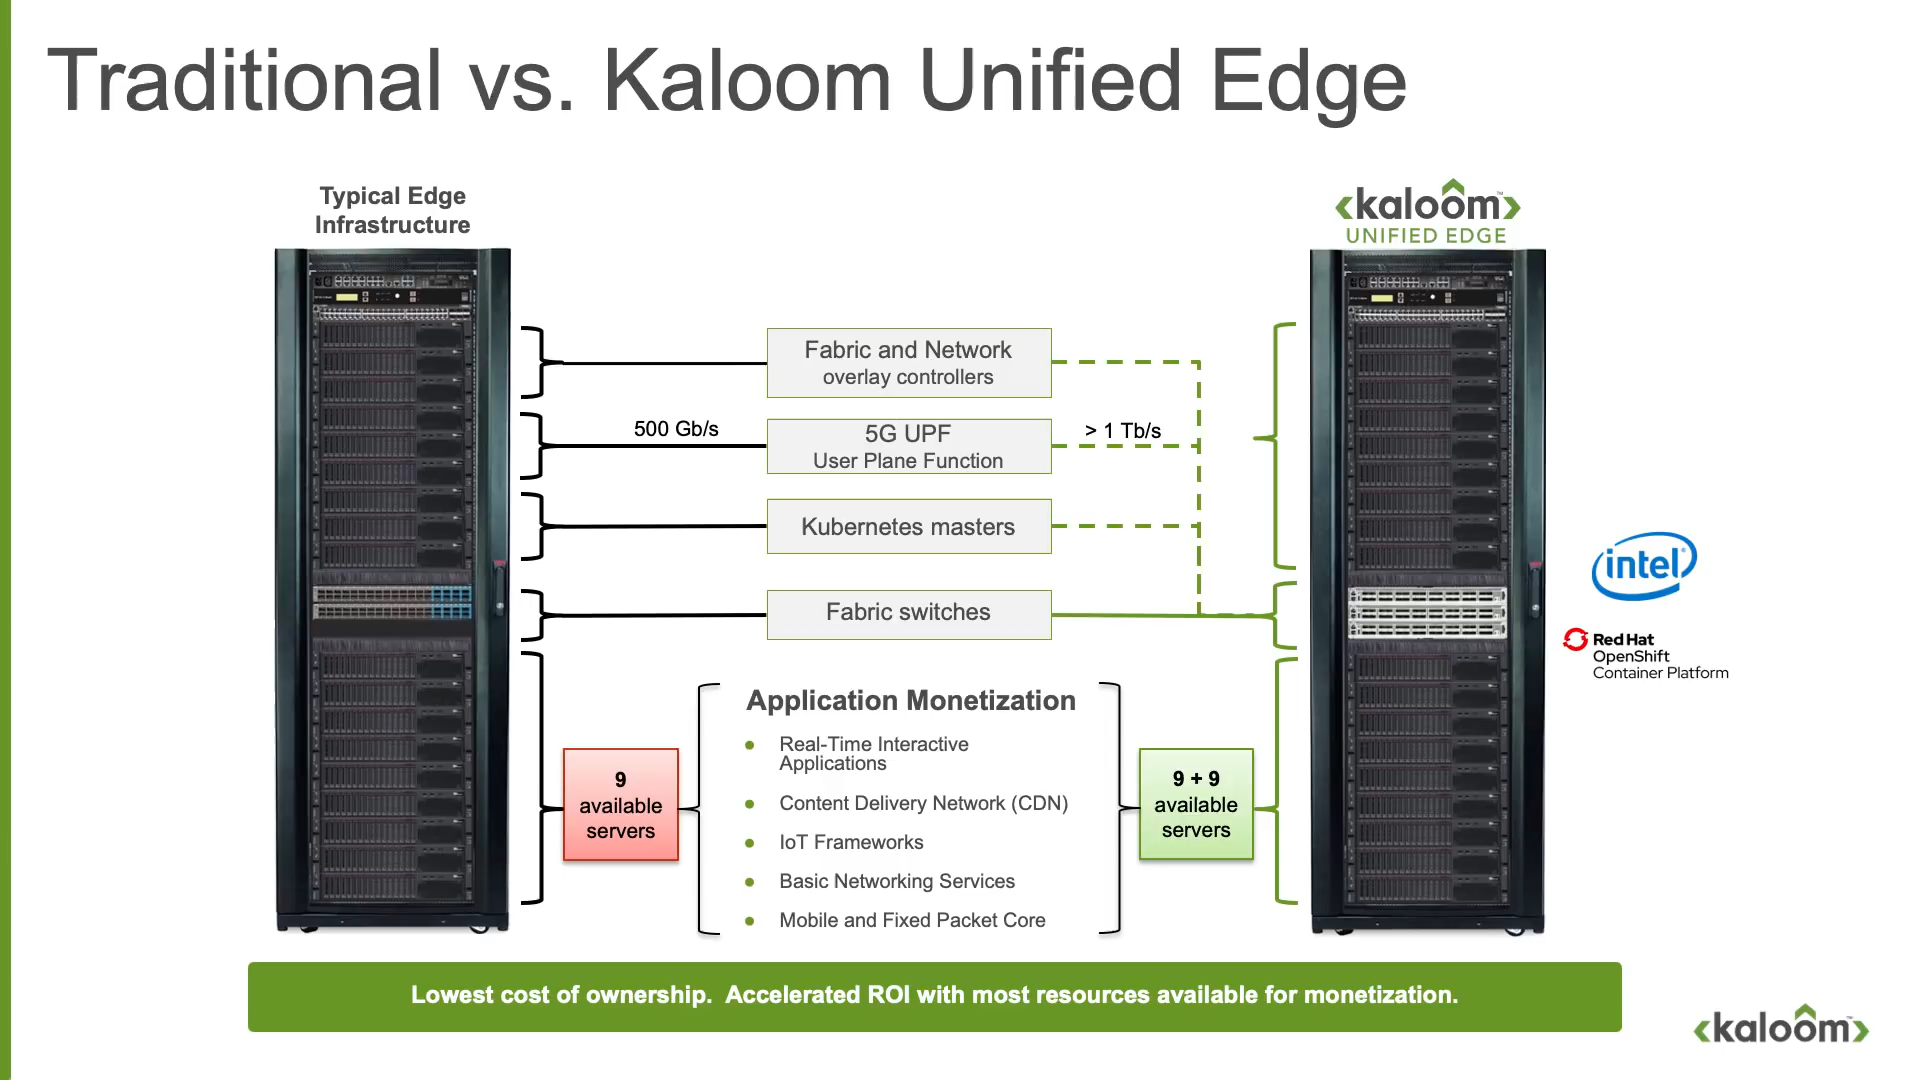 Traditional vs. Kaloom Unified Edge
Typical Edge
Infrastructure
kaloom™
UNIFIED EDGE
Fabric and Network
overlay controllers
500 Gb/s
5G UPF
User Plane Function
> 1 Tb/s
Kubernetes masters
Fabric switches
intel®
Red Hat
OpenShift
Container Platform
Application Monetization
• Real-Time Interactive
Applications
• Content Delivery Network (CDN)
• IoT Frameworks
• Basic Networking Services
• Mobile and Fixed Packet Core
9
available
servers
9 + 9
available
servers
Lowest cost of ownership.  Accelerated ROI with most resources available for monetization.
kaloom™